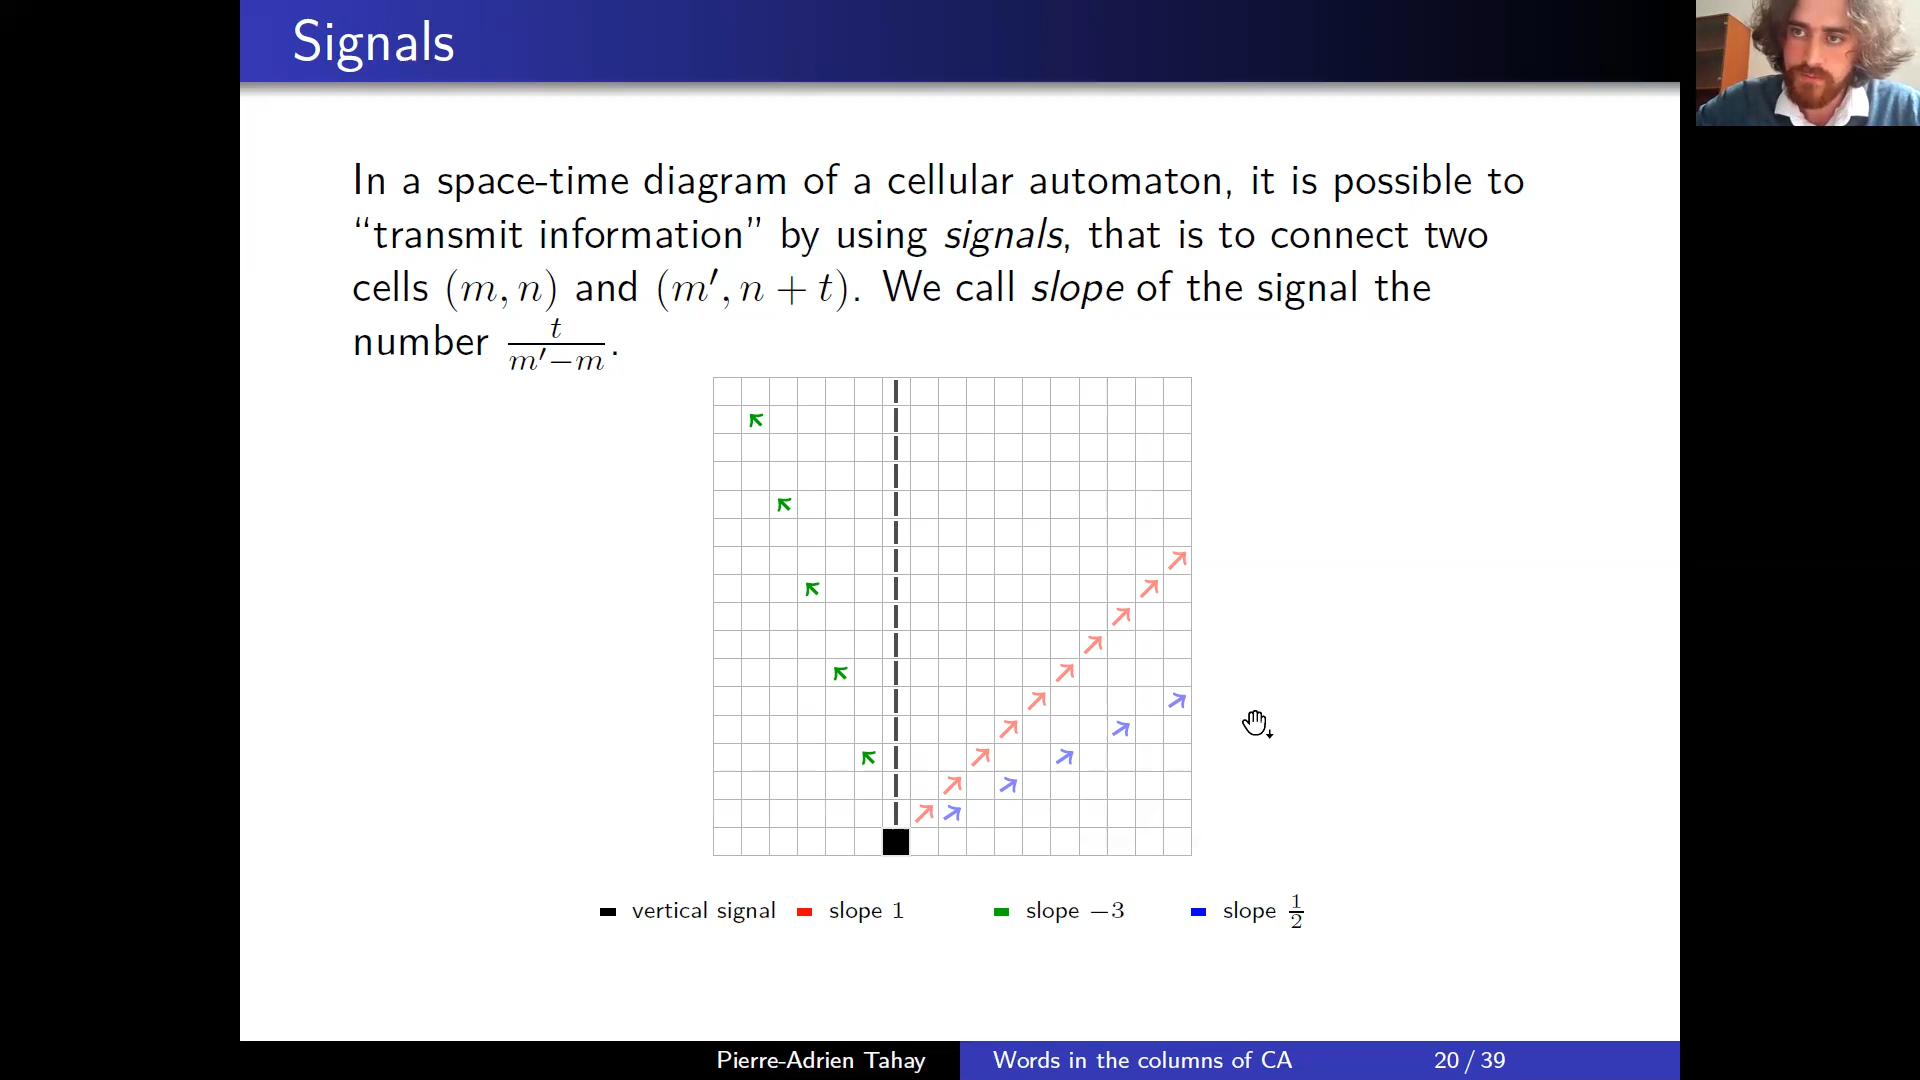 Signals
In a space-time diagram of a cellular automaton, it is possible to
“transmit information” by using signals, that is to connect two
cells (m, n) and (m′, n + t). We call slope of the signal the
number t/(m′−m).
vertical signal slope 1 slope −3 slope 1/2
Pierre-Adrien Tahay Words in the columns of CA 20 / 39